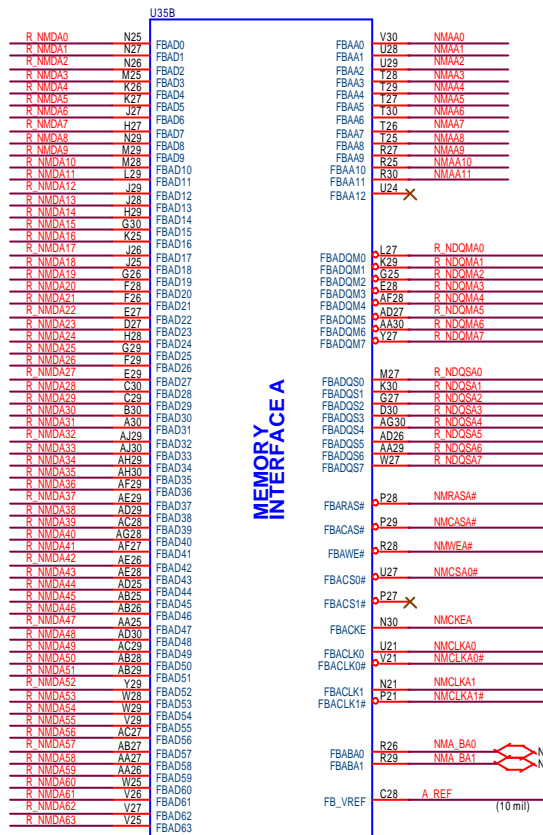 U35B
R_NMDA0 N25 FBAD0
R_NMDA1 N27 FBAD1
R_NMDA2 N26 FBAD2
R_NMDA3 M25 FBAD3
R_NMDA4 K26 FBAD4
R_NMDA5 K27 FBAD5
R_NMDA6 J27 FBAD6
R_NMDA7 H27 FBAD7
R_NMDA8 N29 FBAD8
R_NMDA9 M29 FBAD9
R_NMDA10 M28 FBAD10
R_NMDA11 L29 FBAD11
R_NMDA12 J29 FBAD12
R_NMDA13 J28 FBAD13
R_NMDA14 H29 FBAD14
R_NMDA15 G30 FBAD15
R_NMDA16 K25 FBAD16
R_NMDA17 J26 FBAD17
R_NMDA18 J25 FBAD18
R_NMDA19 G26 FBAD19
R_NMDA20 F28 FBAD20
R_NMDA21 F26 FBAD21
R_NMDA22 E27 FBAD22
R_NMDA23 D27 FBAD23
R_NMDA24 H28 FBAD24
R_NMDA25 G29 FBAD25
R_NMDA26 F29 FBAD26
R_NMDA27 E29 FBAD27
R_NMDA28 C30 FBAD28
R_NMDA29 C29 FBAD29
R_NMDA30 B30 FBAD30
R_NMDA31 A30 FBAD31
R_NMDA32 AJ29 FBAD32
R_NMDA33 AJ30 FBAD33
R_NMDA34 AH29 FBAD34
R_NMDA35 AH30 FBAD35
R_NMDA36 AF29 FBAD36
R_NMDA37 AE29 FBAD37
R_NMDA38 AD29 FBAD38
R_NMDA39 AC28 FBAD39
R_NMDA40 AG28 FBAD40
R_NMDA41 AF27 FBAD41
R_NMDA42 AE26 FBAD42
R_NMDA43 AE28 FBAD43
R_NMDA44 AD25 FBAD44
R_NMDA45 AB25 FBAD45
R_NMDA46 AB26 FBAD46
R_NMDA47 AA25 FBAD47
R_NMDA48 AD30 FBAD48
R_NMDA49 AC29 FBAD49
R_NMDA50 AB28 FBAD50
R_NMDA51 AB29 FBAD51
R_NMDA52 Y29 FBAD52
R_NMDA53 W28 FBAD53
R_NMDA54 W29 FBAD54
R_NMDA55 V29 FBAD55
R_NMDA56 AC27 FBAD56
R_NMDA57 AB27 FBAD57
R_NMDA58 AA27 FBAD58
R_NMDA59 AA26 FBAD59
R_NMDA60 W25 FBAD60
R_NMDA61 V26 FBAD61
R_NMDA62 V27 FBAD62
R_NMDA63 V25 FBAD63
MEMORY
INTERFACE A
FBAA0 V30 NMAA0
FBAA1 U28 NMAA1
FBAA2 U29 NMAA2
FBAA3 T28 NMAA3
FBAA4 T29 NMAA4
FBAA5 T27 NMAA5
FBAA6 T30 NMAA6
FBAA7 T26 NMAA7
FBAA8 T25 NMAA8
FBAA9 R27 NMAA9
FBAA10 R25 NMAA10
FBAA11 R30 NMAA11
FBAA12 U24
FBADQM0 L27 R_NDQMA0
FBADQM1 K29 R_NDQMA1
FBADQM2 G25 R_NDQMA2
FBADQM3 E28 R_NDQMA3
FBADQM4 AF28 R_NDQMA4
FBADQM5 AD27 R_NDQMA5
FBADQM6 AA30 R_NDQMA6
FBADQM7 Y27 R_NDQMA7
FBADQS0 M27 R_NDQSA0
FBADQS1 K30 R_NDQSA1
FBADQS2 G27 R_NDQSA2
FBADQS3 D30 R_NDQSA3
FBADQS4 AG30 R_NDQSA4
FBADQS5 AD26 R_NDQSA5
FBADQS6 AA29 R_NDQSA6
FBADQS7 W27 R_NDQSA7
FBARAS# P28 NMRASA#
FBACAS# P29 NMCASA#
FBAWE# R28 NMWEA#
FBACS0# U27 NMCSA0#
FBACS1# P27
FBACKE N30 NMCKEA
FBACLK0 U21 NMCLKA0
FBACLK0# V21 NMCLKA0#
FBACLK1 N21 NMCLKA1
FBACLK1# P21 NMCLKA1#
FBABA0 R26 NMA_BA0 N
FBABA1 R29 NMA_BA1 N
FB_VREF C28 A_REF
(10 mil)